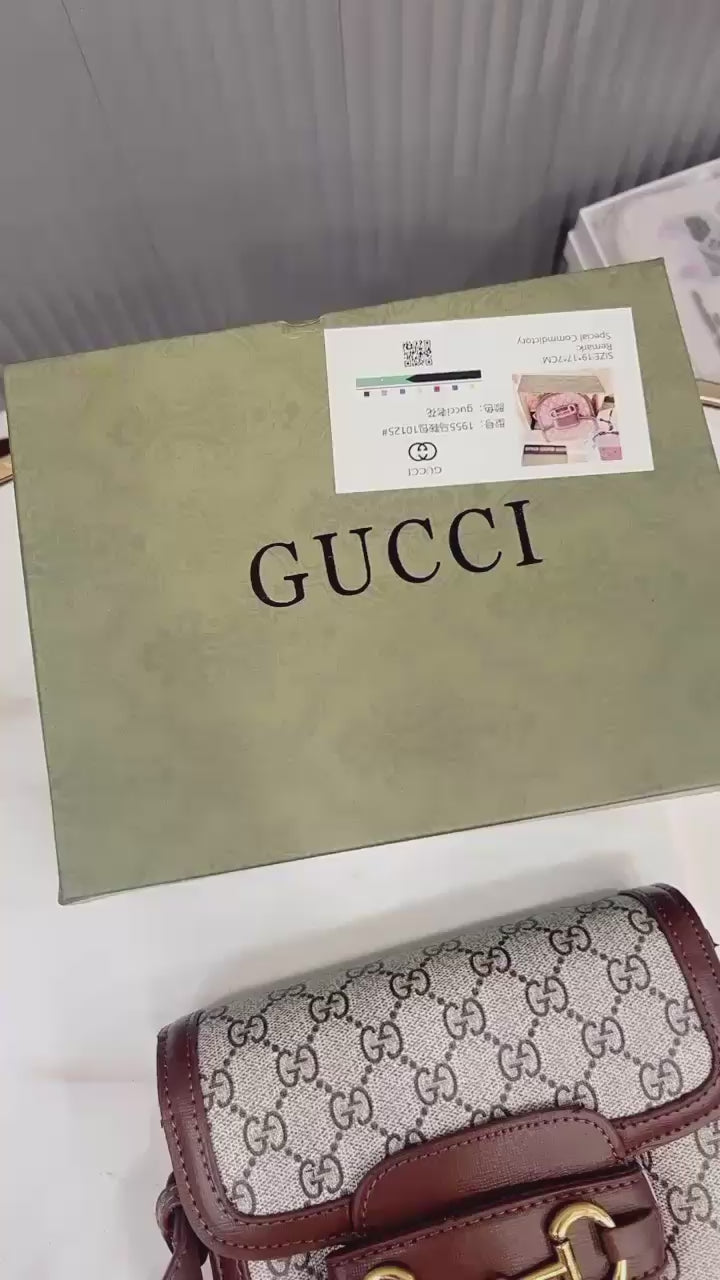 GUCCI
GUCCI
型号：1955马鞍包10125#
颜色：gucci老花
SIZE:19*17*7CM
Remark:
Special Commdictory